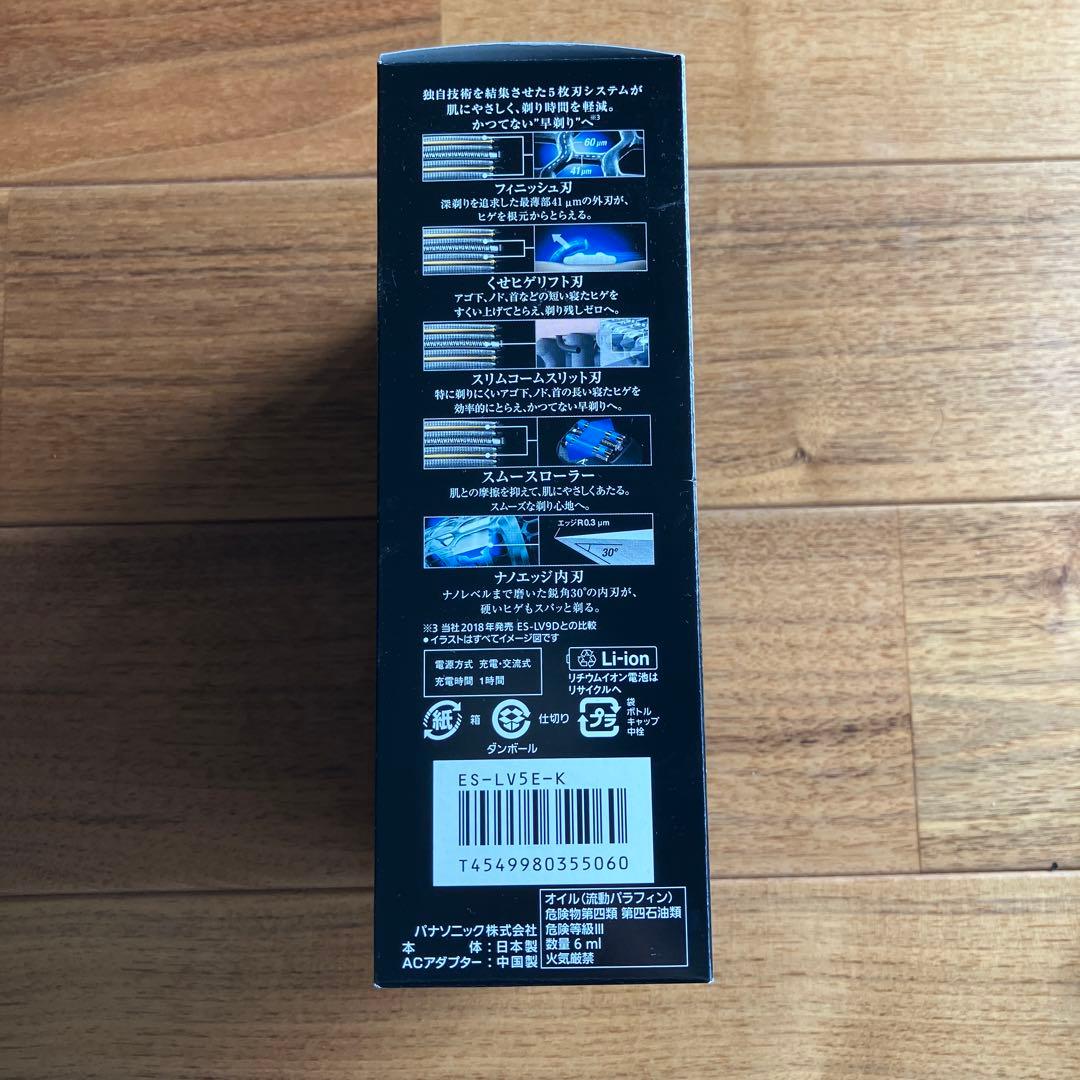 独自技術を結集させた5枚刃システムが
肌にやさしく、剃り時間を軽減。
かつてない"早剃り"へ※3
60μm
41μm
フィニッシュ刃
深剃りを追求した最薄部41μmの外刃が、
ヒゲを根元からとらえる。
くせヒゲリフト刃
アゴ下、ノド、首などの短い寝たヒゲを
すくい上げてとらえ、剃り残しゼロへ。
スリムコームスリット刃
特に剃りにくいアゴ下、ノド、首の長い寝たヒゲを
効率的にとらえ、かつてない早剃りへ。
スムースローラー
肌との摩擦を抑えて、肌にやさしくあたる。
スムーズな剃り心地へ。
エッジR0.3μm
30°
ナノエッジ内刃
ナノレベルまで磨いた鋭角30°の内刃が、
硬いヒゲもスパッと剃る。
※3 当社2018年発売 ES-LV9Dとの比較
●イラストはすべてイメージ図です
電源方式 充電・交流式
充電時間 1時間
Li-ion
リチウムイオン電池は
リサイクルへ
紙 箱
仕切り
ダンボール
プラ
袋
ボトル
キャップ
中栓
ES-LV5E-K
T4549980355060
パナソニック株式会社
本体:日本製
ACアダプター:中国製
オイル(流動パラフィン)
危険物第四類 第四石油類
危険等級Ⅲ
数量 6 ml
火気厳禁